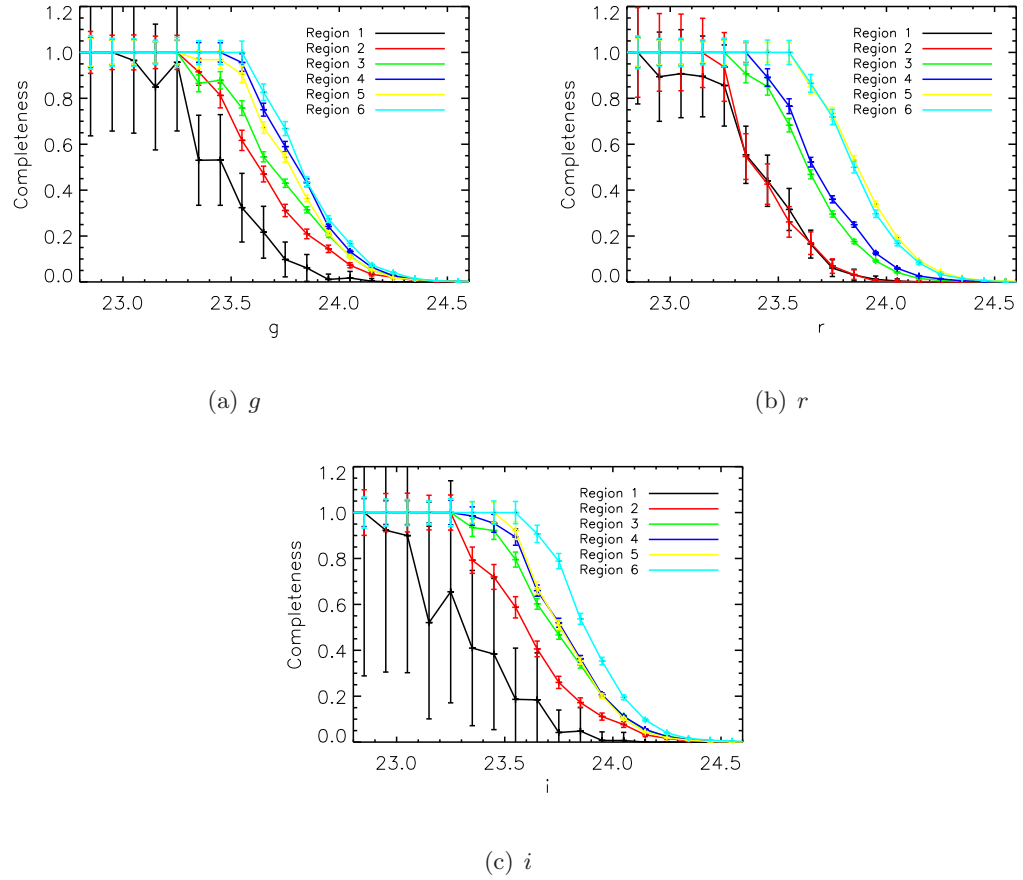 1.2
1.0
0.8
0.6
0.4
0.2
0.0
Completeness
Region 1
Region 2
Region 3
Region 4
Region 5
Region 6
23.0 23.5 24.0 24.5
g
(a) g
1.2
1.0
0.8
0.6
0.4
0.2
0.0
Completeness
Region 1
Region 2
Region 3
Region 4
Region 5
Region 6
23.0 23.5 24.0 24.5
r
(b) r
1.2
1.0
0.8
0.6
0.4
0.2
0.0
Completeness
Region 1
Region 2
Region 3
Region 4
Region 5
Region 6
23.0 23.5 24.0 24.5
i
(c) i